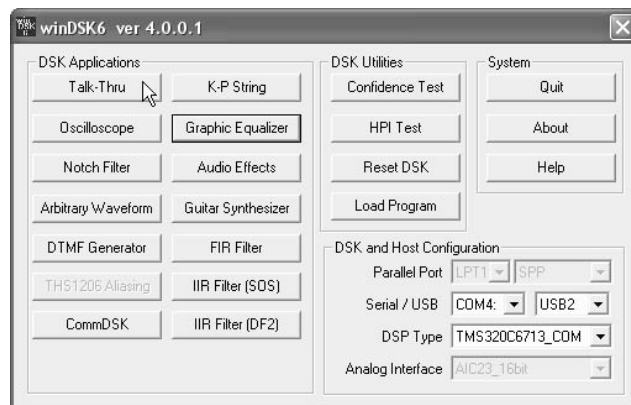 winDSK6 ver 4.0.0.1
DSK Applications
Talk-Thru
K-P String
Oscilloscope
Graphic Equalizer
Notch Filter
Audio Effects
Arbitrary Waveform
Guitar Synthesizer
DTMF Generator
FIR Filter
THS1206 Aliasing
IIR Filter (SOS)
CommDSK
IIR Filter (DF2)
DSK Utilities
Confidence Test
HPI Test
Reset DSK
Load Program
System
Quit
About
Help
DSK and Host Configuration
Parallel Port LPT1 SPP
Serial / USB COM4: USB2
DSP Type TMS320C6713_COM
Analog Interface AIC23_16bit